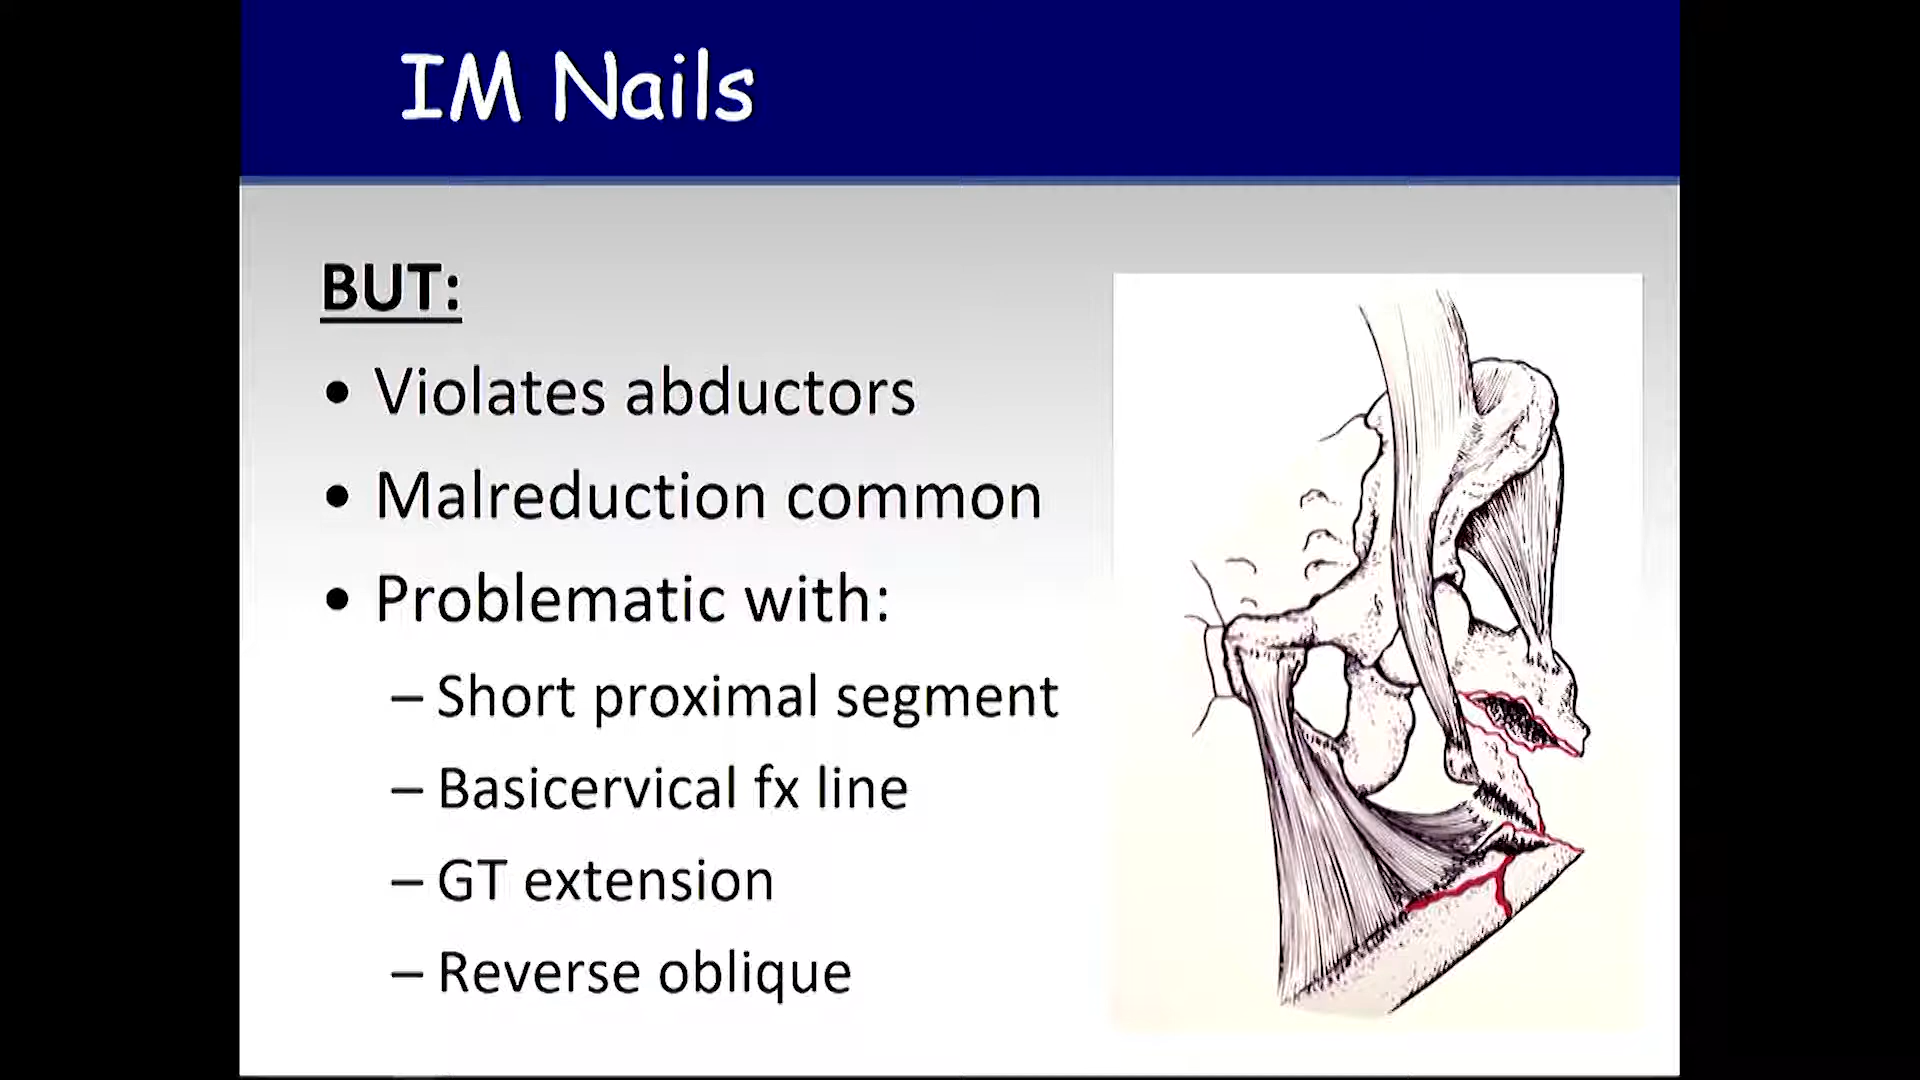 IM Nails
BUT:
• Violates abductors
• Malreduction common
• Problematic with:
– Short proximal segment
– Basicervical fx line
– GT extension
– Reverse oblique